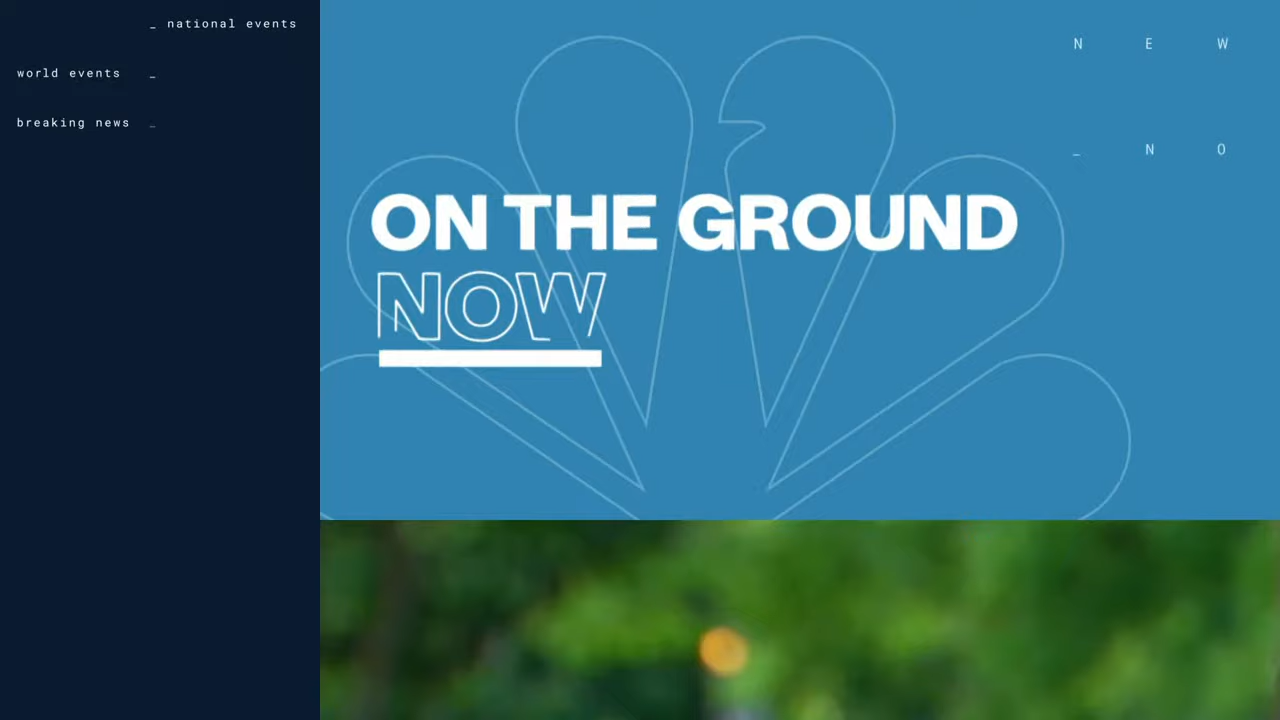 _ national events
world events _
breaking news _
N E W
_ N O
ON THE GROUND
NOW